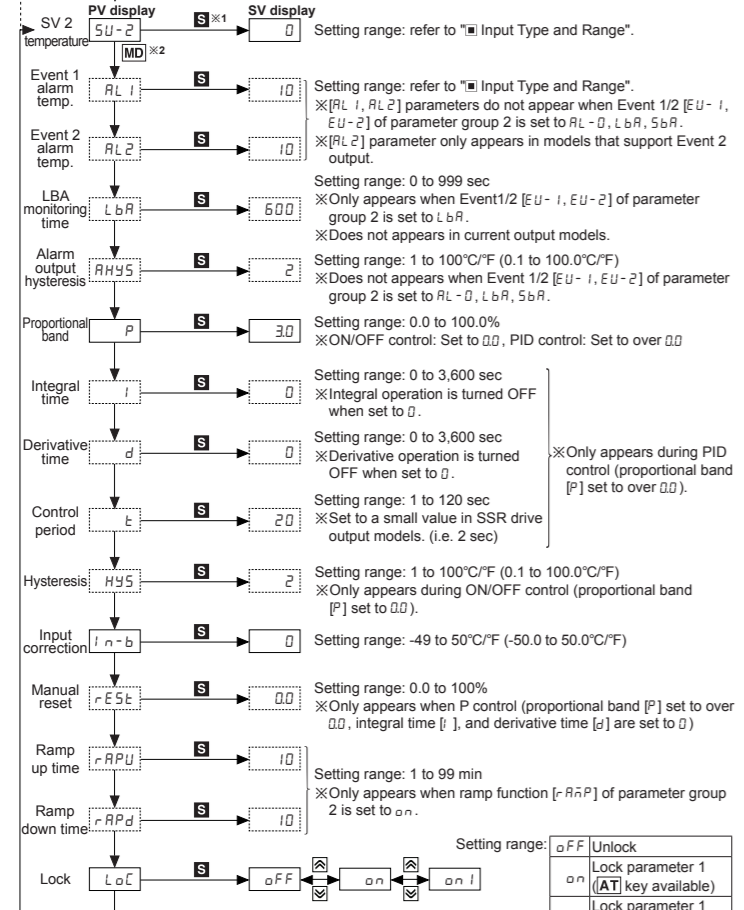 PV display SV display
SV 2 temperature SU-2 S ※1 0 Setting range: refer to "▣ Input Type and Range".
MD ※2
Event 1 alarm temp. AL1 S 10 Setting range: refer to "▣ Input Type and Range".
※[AL1, AL2] parameters do not appear when Event 1/2 [EU-1,
EU-2] of parameter group 2 is set to AL-0, LbA, SbA.
Event 2 alarm temp. AL2 S 10 ※[AL2] parameter only appears in models that support Event 2
output.
LBA monitoring time LbA S 600 Setting range: 0 to 999 sec
※Only appears when Event1/2 [EU-1, EU-2] of parameter
group 2 is set to LbA.
※Does not appears in current output models.
Alarm output hysteresis AHYS S 2 Setting range: 1 to 100°C/°F (0.1 to 100.0°C/°F)
※Does not appears when Event 1/2 [EU-1, EU-2] of parameter
group 2 is set to AL-0, LbA, SbA.
Proportional band P S 3.0 Setting range: 0.0 to 100.0%
※ON/OFF control: Set to 0.0, PID control: Set to over 0.0
Integral time I S 0 Setting range: 0 to 3,600 sec
※Integral operation is turned OFF
when set to 0.
Derivative time d S 0 Setting range: 0 to 3,600 sec
※Derivative operation is turned
OFF when set to 0.
※Only appears during PID
control (proportional band
[P] set to over 0.0).
Control period t S 20 Setting range: 1 to 120 sec
※Set to a small value in SSR drive
output models. (i.e. 2 sec)
Hysteresis HYS S 2 Setting range: 1 to 100°C/°F (0.1 to 100.0°C/°F)
※Only appears during ON/OFF control (proportional band
[P] set to 0.0).
Input correction In-b S 0 Setting range: -49 to 50°C/°F (-50.0 to 50.0°C/°F)
Manual reset rESt S 0.0 Setting range: 0.0 to 100%
※Only appears when P control (proportional band [P] set to over
0.0, integral time [I], and derivative time [d] are set to 0)
Ramp up time rAPU S 10
Setting range: 1 to 99 min
※Only appears when ramp function [rAMP] of parameter group
2 is set to on.
Ramp down time rAPd S 10
Lock LoC S oFF on on1
Setting range: oFF Unlock
on Lock parameter 1
(AT key available)
Lock parameter 1